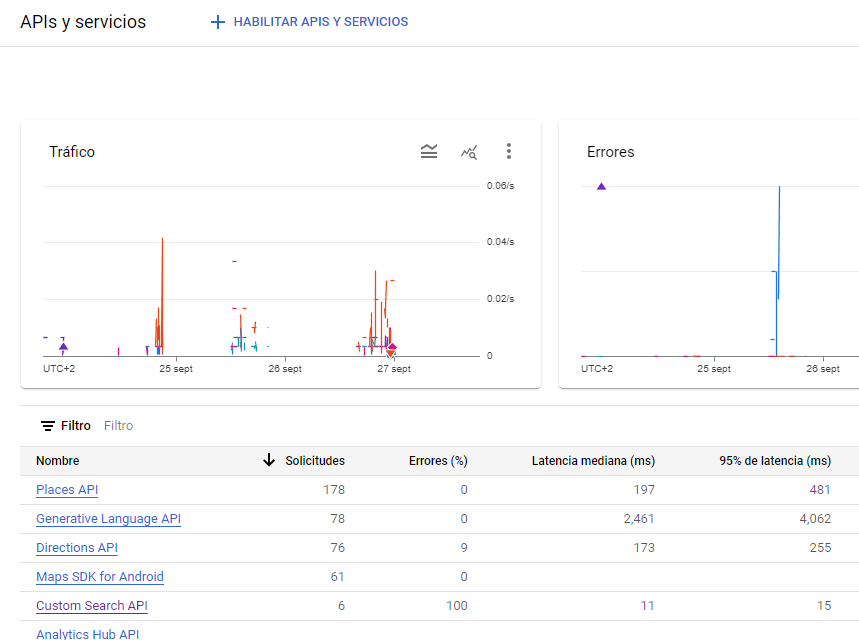 APIs y servicios
HABILITAR APIS Y SERVICIOS
Tráfico
0.06/s
0.04/s
0.02/s
0
UTC+2 25 sept 26 sept 27 sept
Errores
UTC+2 25 sept 26 sept
Filtro Filtro
Nombre Solicitudes Errores (%) Latencia mediana (ms) 95% de latencia (ms)
Places API 178 0 197 481
Generative Language API 78 0 2,461 4,062
Directions API 76 9 173 255
Maps SDK for Android 61 0
Custom Search API 6 100 11 15
Analytics Hub API